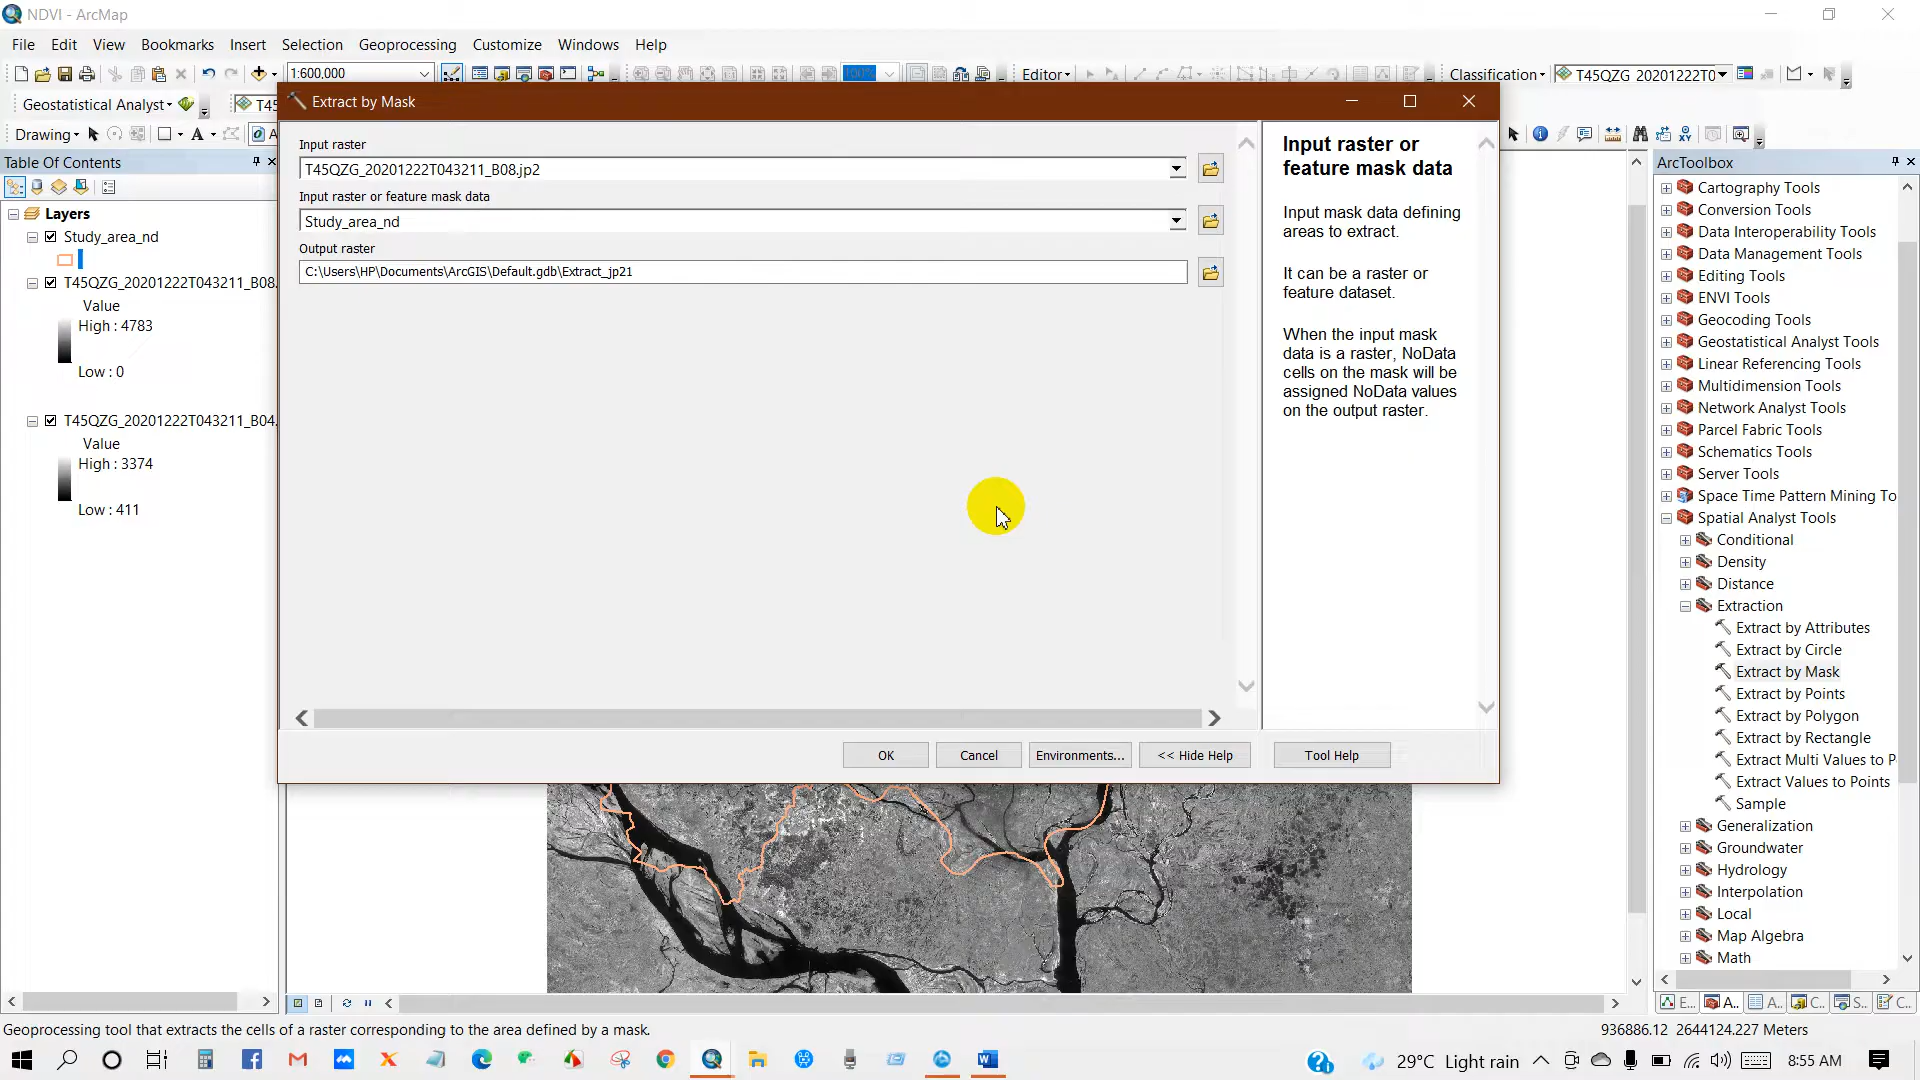 NDVI - ArcMap
File Edit View Bookmarks Insert Selection Geoprocessing Customize Windows Help
1:600,000
100%
Editor
Classification
T45QZG_20201222T0
Geostatistical Analyst
T45
Drawing
A
Table Of Contents
Layers
Study_area_nd
T45QZG_20201222T043211_B08.
Value
High : 4783
Low : 0
T45QZG_20201222T043211_B04.
Value
High : 3374
Low : 411
Extract by Mask
Input raster
T45QZG_20201222T043211_B08.jp2
Input raster or feature mask data
Study_area_nd
Output raster
C:\Users\HP\Documents\ArcGIS\Default.gdb\Extract_jp21
OK
Cancel
Environments...
<< Hide Help
Tool Help
Input raster or
feature mask data
Input mask data defining
areas to extract.
It can be a raster or
feature dataset.
When the input mask
data is a raster, NoData
cells on the mask will be
assigned NoData values
on the output raster.
ArcToolbox
Cartography Tools
Conversion Tools
Data Interoperability Tools
Data Management Tools
Editing Tools
ENVI Tools
Geocoding Tools
Geostatistical Analyst Tools
Linear Referencing Tools
Multidimension Tools
Network Analyst Tools
Parcel Fabric Tools
Schematics Tools
Server Tools
Space Time Pattern Mining To
Spatial Analyst Tools
Conditional
Density
Distance
Extraction
Extract by Attributes
Extract by Circle
Extract by Mask
Extract by Points
Extract by Polygon
Extract by Rectangle
Extract Multi Values to P
Extract Values to Points
Sample
Generalization
Groundwater
Hydrology
Interpolation
Local
Map Algebra
Math
E...
A..
A..
C..
S..
C...
Geoprocessing tool that extracts the cells of a raster corresponding to the area defined by a mask.
936886.12 2644124.227 Meters
29°C Light rain
8:55 AM